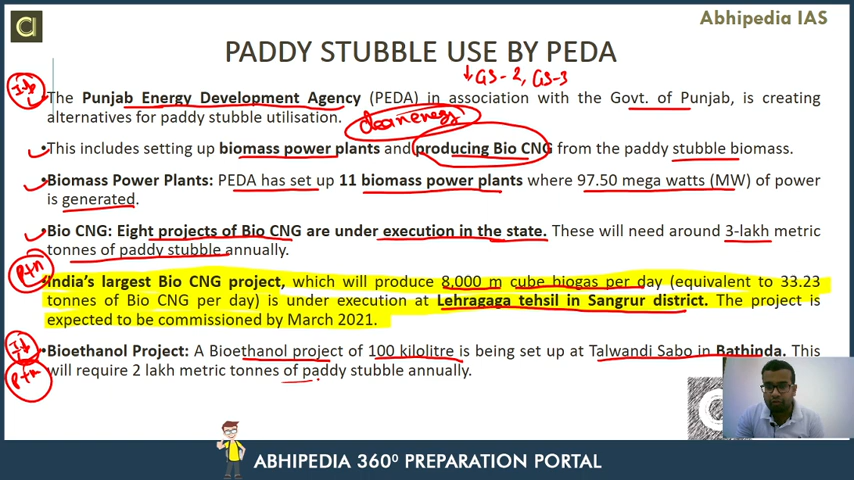 Abhipedia IAS
PADDY STUBBLE USE BY PEDA
GS-2, GS-3
The Punjab Energy Development Agency (PEDA) in association with the Govt. of Punjab, is creating
alternatives for paddy stubble utilisation.
clean energy
•This includes setting up biomass power plants and producing Bio CNG from the paddy stubble biomass.
•Biomass Power Plants: PEDA has set up 11 biomass power plants where 97.50 mega watts (MW) of power
is generated.
•Bio CNG: Eight projects of Bio CNG are under execution in the state. These will need around 3-lakh metric
tonnes of paddy stubble annually.
•India's largest Bio CNG project, which will produce 8,000 m cube biogas per day (equivalent to 33.23
tonnes of Bio CNG per day) is under execution at Lehragaga tehsil in Sangrur district. The project is
expected to be commissioned by March 2021.
•Bioethanol Project: A Bioethanol project of 100 kilolitre is being set up at Talwandi Sabo in Bathinda. This
will require 2 lakh metric tonnes of paddy stubble annually.
ABHIPEDIA 360⁰ PREPARATION PORTAL